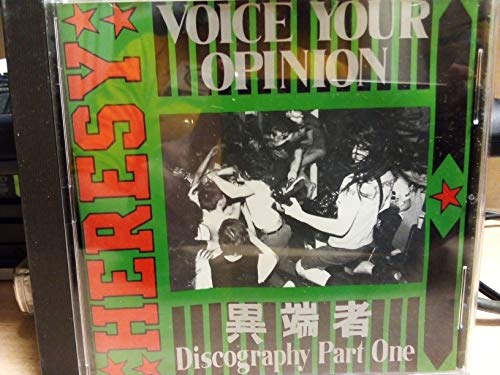 HERESY
VOICE YOUR
OPINION
異端者
Discography Part One